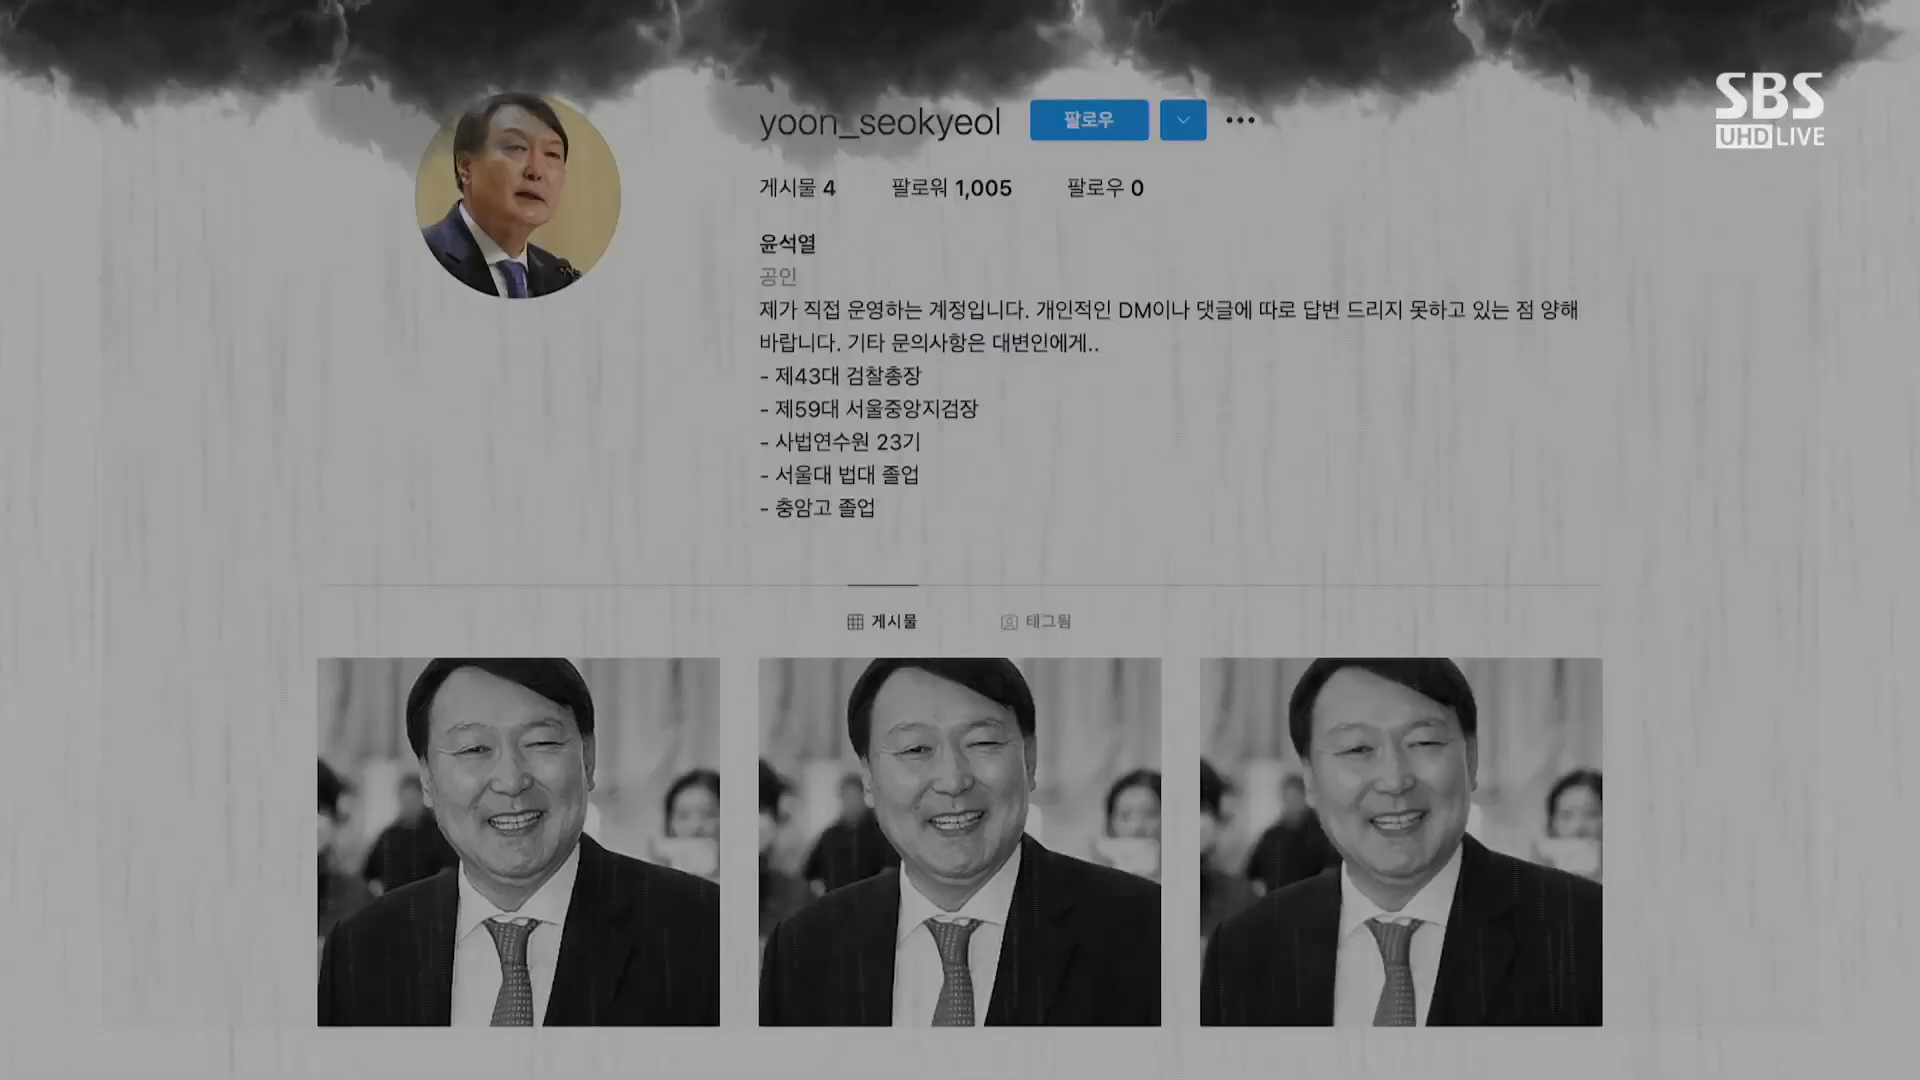 SBS
UHD LIVE
yoon_seokyeol 팔로우
게시물 4 팔로워 1,005 팔로우 0
윤석열
공인
제가 직접 운영하는 계정입니다. 개인적인 DM이나 댓글에 따로 답변 드리지 못하고 있는 점 양해
바랍니다. 기타 문의사항은 대변인에게..
- 제43대 검찰총장
- 제59대 서울중앙지검장
- 사법연수원 23기
- 서울대 법대 졸업
- 충암고 졸업
게시물 태그됨